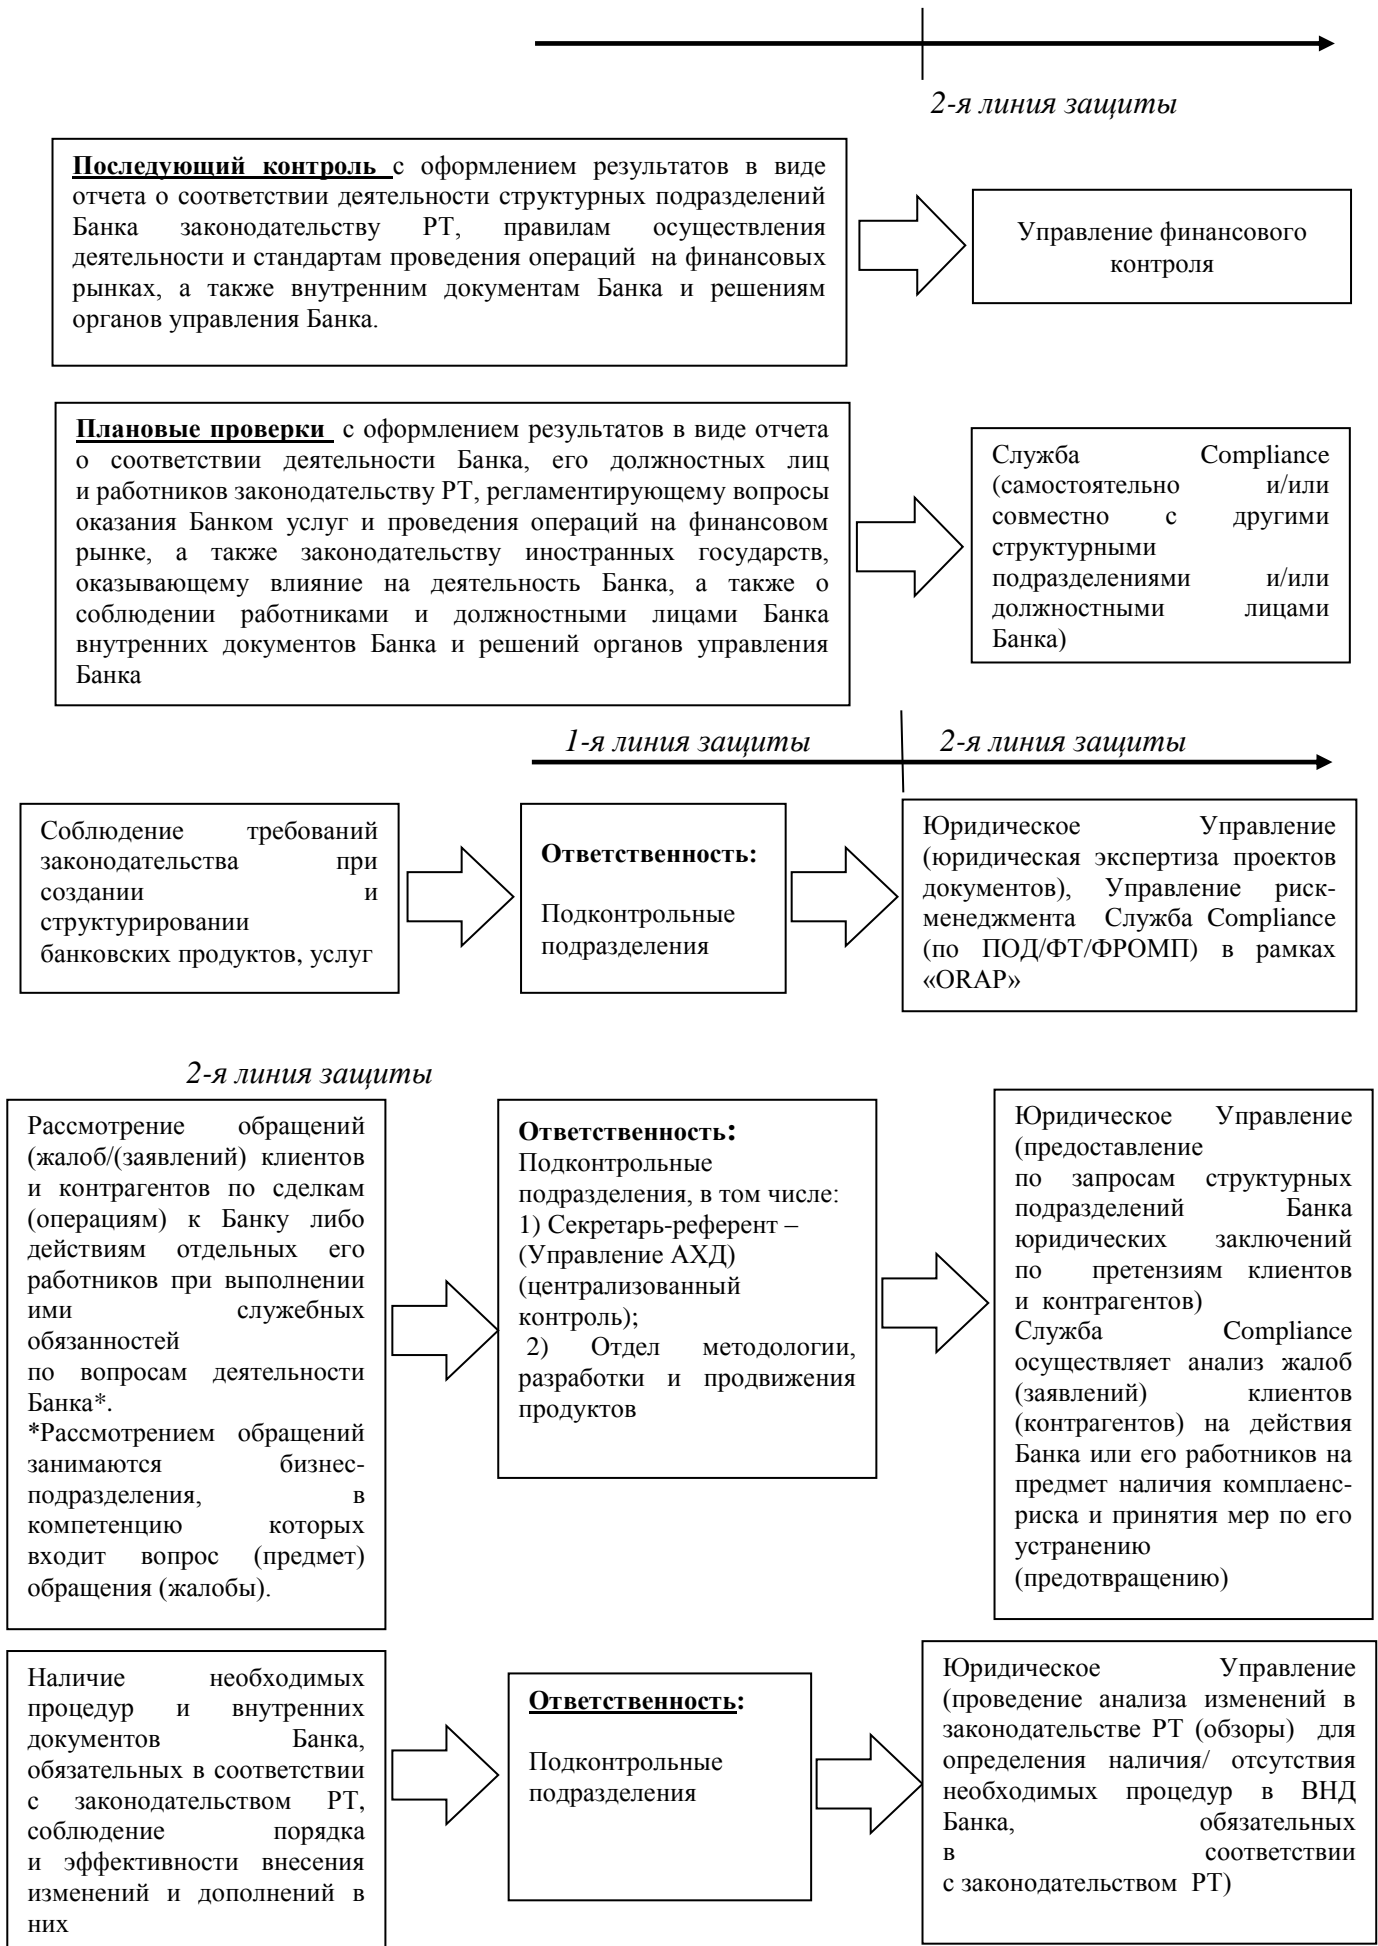 2-я линия защиты
Последующий контроль с оформлением результатов в виде
отчета о соответствии деятельности структурных подразделений
Банка законодательству РТ, правилам осуществления
деятельности и стандартам проведения операций на финансовых
рынках, а также внутренним документам Банка и решениям
органов управления Банка.
Управление финансового
контроля
Плановые проверки с оформлением результатов в виде отчета
о соответствии деятельности Банка, его должностных лиц
и работников законодательству РТ, регламентирующему вопросы
оказания Банком услуг и проведения операций на финансовом
рынке, а также законодательству иностранных государств,
оказывающему влияние на деятельность Банка, а также о
соблюдении работниками и должностными лицами Банка
внутренних документов Банка и решений органов управления
Банка
Служба Compliance
(самостоятельно и/или
совместно с другими
структурными
подразделениями и/или
должностными лицами
Банка)
1-я линия защиты
2-я линия защиты
Соблюдение требований
законодательства при
создании и
структурировании
банковских продуктов, услуг
Ответственность:
Подконтрольные
подразделения
Юридическое Управление
(юридическая экспертиза проектов
документов), Управление риск-
менеджмента Служба Compliance
(по ПОД/ФТ/ФРОМП) в рамках
«ORAP»
2-я линия защиты
Рассмотрение обращений
(жалоб/(заявлений) клиентов
и контрагентов по сделкам
(операциям) к Банку либо
действиям отдельных его
работников при выполнении
ими служебных
обязанностей
по вопросам деятельности
Банка*.
*Рассмотрением обращений
занимаются бизнес-
подразделения, в
компетенцию которых
входит вопрос (предмет)
обращения (жалобы).
Ответственность:
Подконтрольные
подразделения, в том числе:
1) Секретарь-референт –
(Управление АХД)
(централизованный
контроль);
2) Отдел методологии,
разработки и продвижения
продуктов
Юридическое Управление
(предоставление
по запросам структурных
подразделений Банка
юридических заключений
по претензиям клиентов
и контрагентов)
Служба Compliance
осуществляет анализ жалоб
(заявлений) клиентов
(контрагентов) на действия
Банка или его работников на
предмет наличия комплаенс-
риска и принятия мер по его
устранению
(предотвращению)
Наличие необходимых
процедур и внутренних
документов Банка,
обязательных в соответствии
с законодательством РТ,
соблюдение порядка
и эффективности внесения
изменений и дополнений в
них
Ответственность:
Подконтрольные
подразделения
Юридическое Управление
(проведение анализа изменений в
законодательстве РТ (обзоры) для
определения наличия/ отсутствия
необходимых процедур в ВНД
Банка, обязательных
в соответствии
с законодательством РТ)